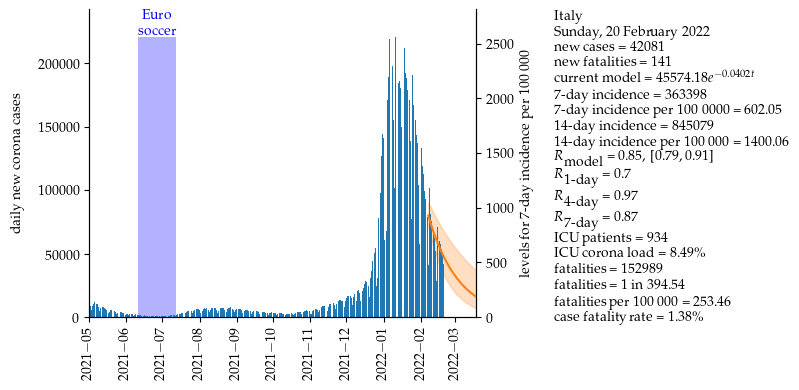 Euro
soccer
daily new corona cases
0
50000
100000
150000
200000
0
500
1000
1500
2000
2500
levels for 7-day incidence per 100 000
2021−05
2021−06
2021−07
2021−08
2021−09
2021−10
2021−11
2021−12
2022−01
2022−02
2022−03
Italy
Sunday, 20 February 2022
new cases = 42081
new fatalities = 141
current model = 45574.18e^{−0.0402t}
7-day incidence = 363398
7-day incidence per 100 0000 = 602.05
14-day incidence = 845079
14-day incidence per 100 000 = 1400.06
R_model = 0.85, [0.79, 0.91]
R_1-day = 0.7
R_4-day = 0.97
R_7-day = 0.87
ICU patients = 934
ICU corona load = 8.49%
fatalities = 152989
fatalities = 1 in 394.54
fatalities per 100 000 = 253.46
case fatality rate = 1.38%